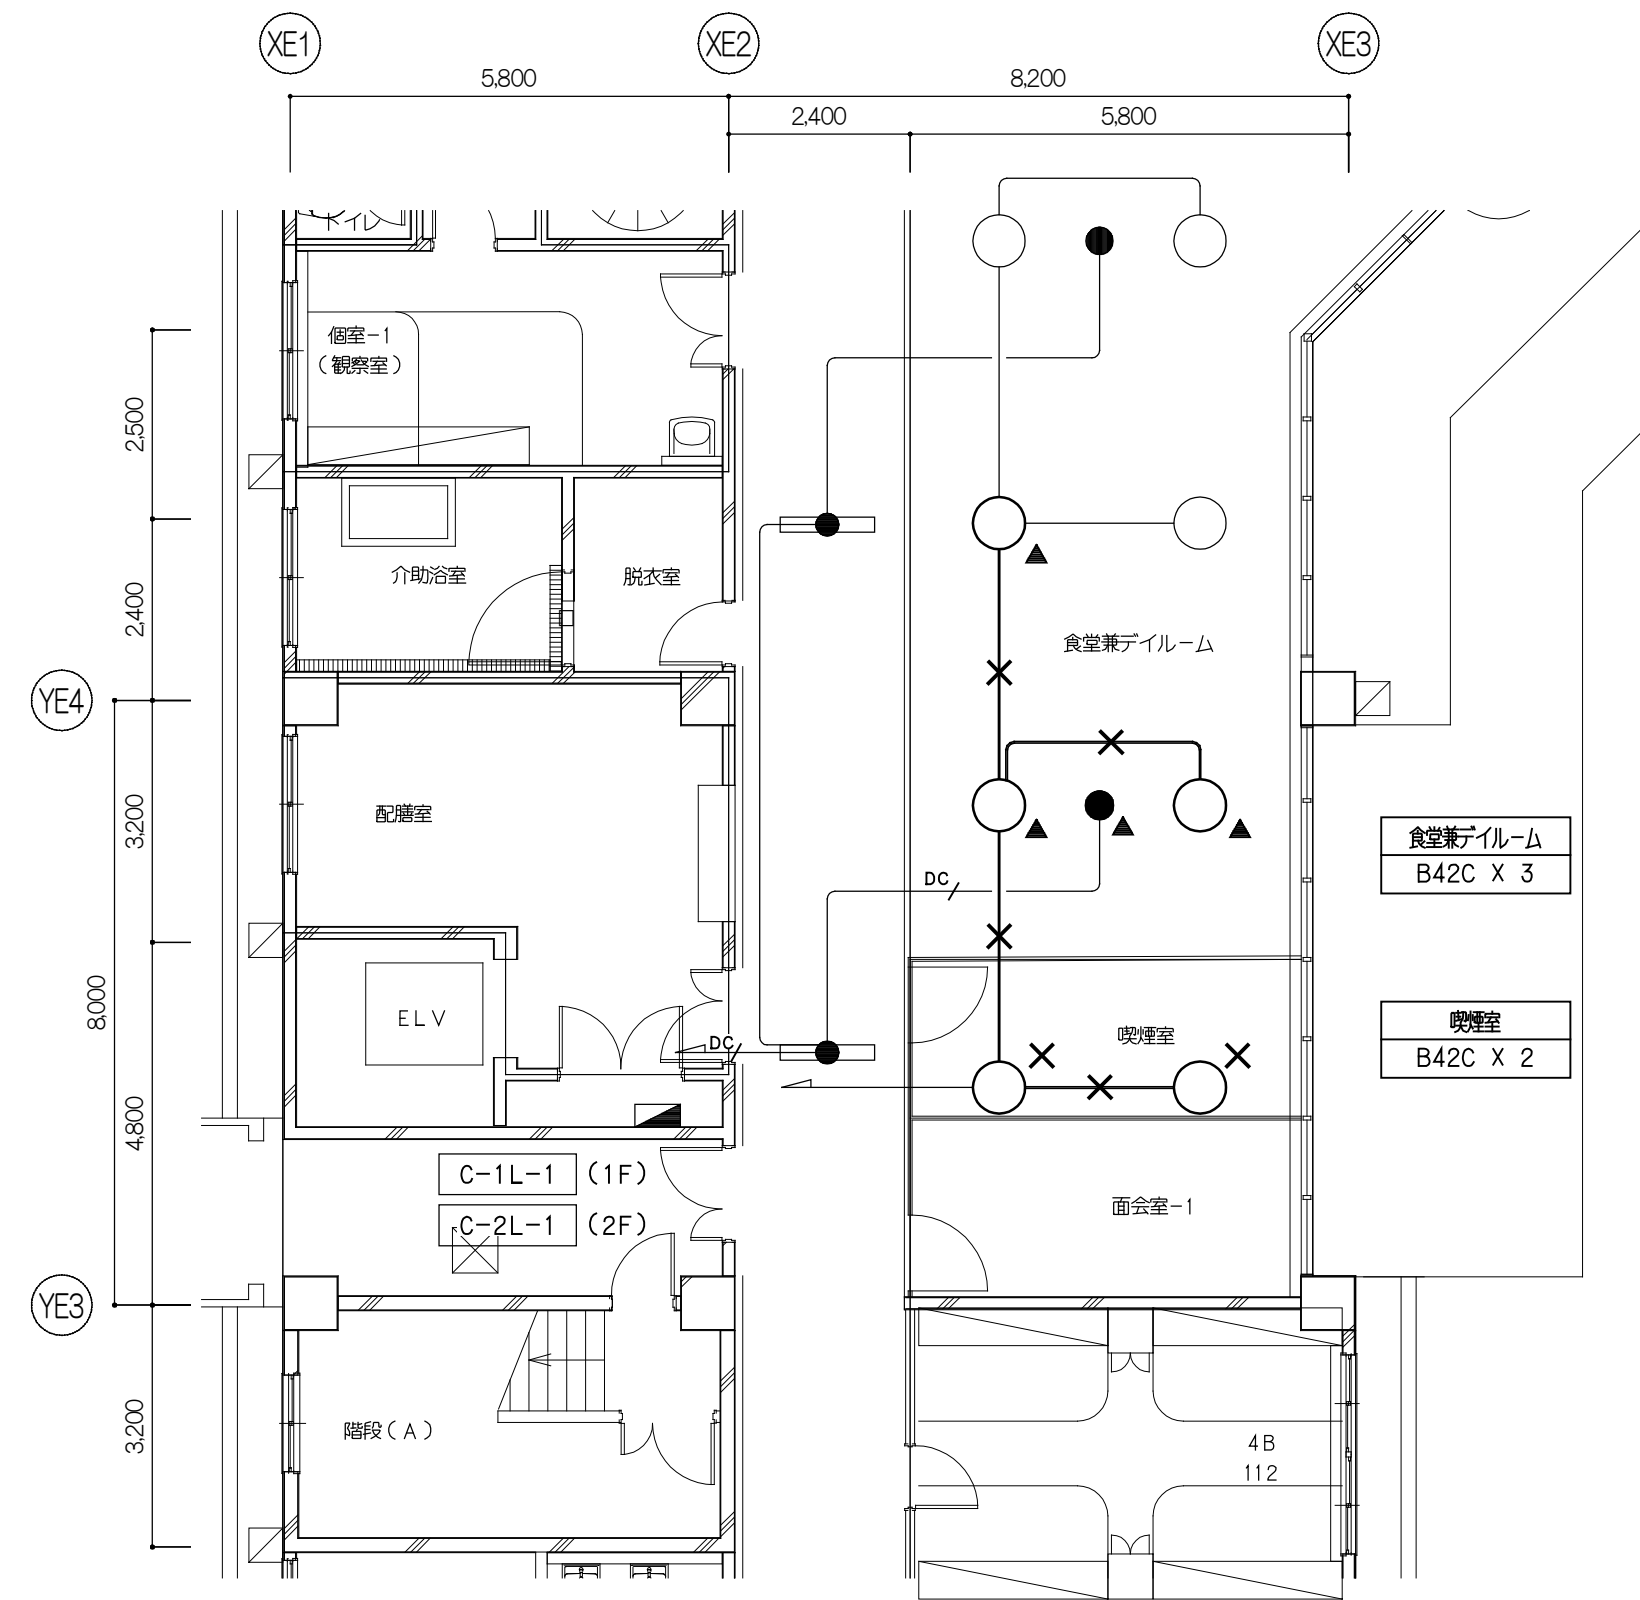 XE1
XE2
XE3
5,800
8,200
2,400
5,800
トイレ
個室-1
(観察室)
2,500
介助浴室
脱衣室
2,400
食堂兼デイルーム
YE4
配膳室
3,200
食堂兼デイルーム
B42C X 3
DC
8,000
ELV
DC
喫煙室
喫煙室
B42C X 2
4,800
C-1L-1 (1F)
C-2L-1 (2F)
面会室-1
YE3
3,200
階段(A)
4B
112